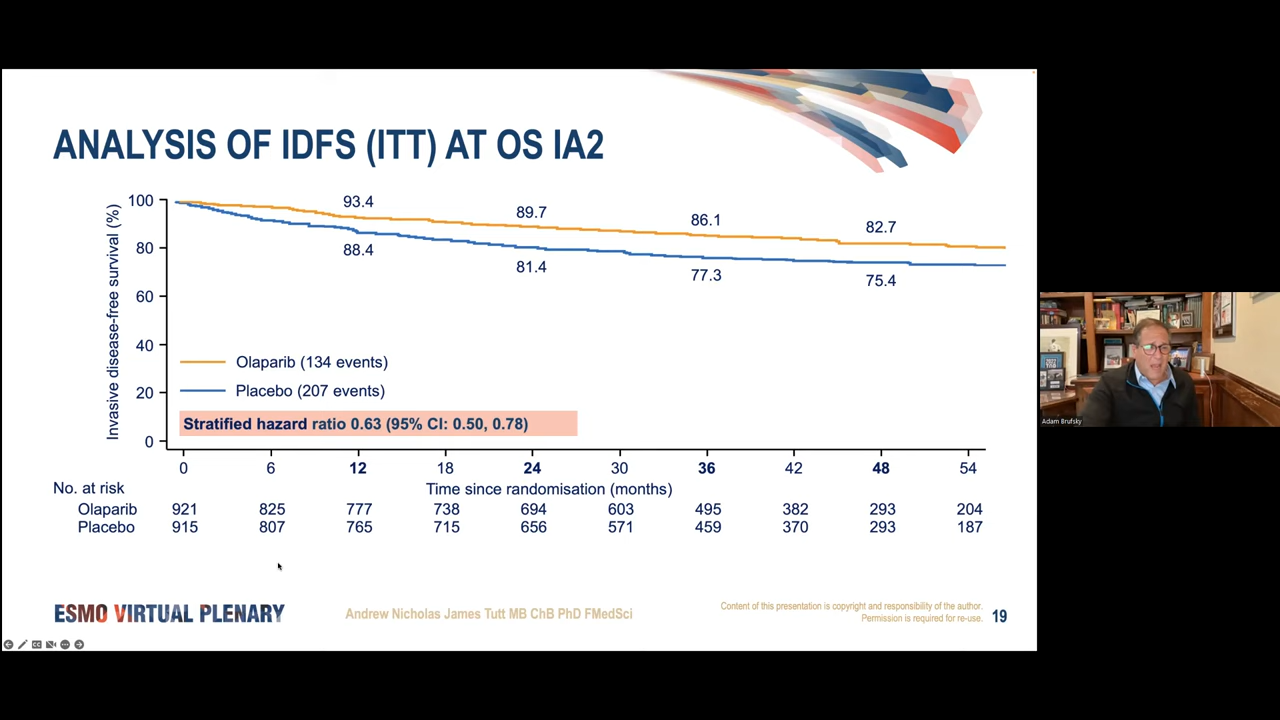 ANALYSIS OF IDFS (ITT) AT OS IA2
Invasive disease-free survival (%)
100
80
60
40
20
0
93.4
89.7
86.1
82.7
88.4
81.4
77.3
75.4
Olaparib (134 events)
Placebo (207 events)
Stratified hazard ratio 0.63 (95% CI: 0.50, 0.78)
0 6 12 18 24 30 36 42 48 54
No. at risk
Time since randomisation (months)
Olaparib 921 825 777 738 694 603 495 382 293 204
Placebo 915 807 765 715 656 571 459 370 293 187
ESMO VIRTUAL PLENARY
Andrew Nicholas James Tutt MB ChB PhD FMedSci
Content of this presentation is copyright and responsibility of the author.
Permission is required for re-use.
19
Adam Brufsky